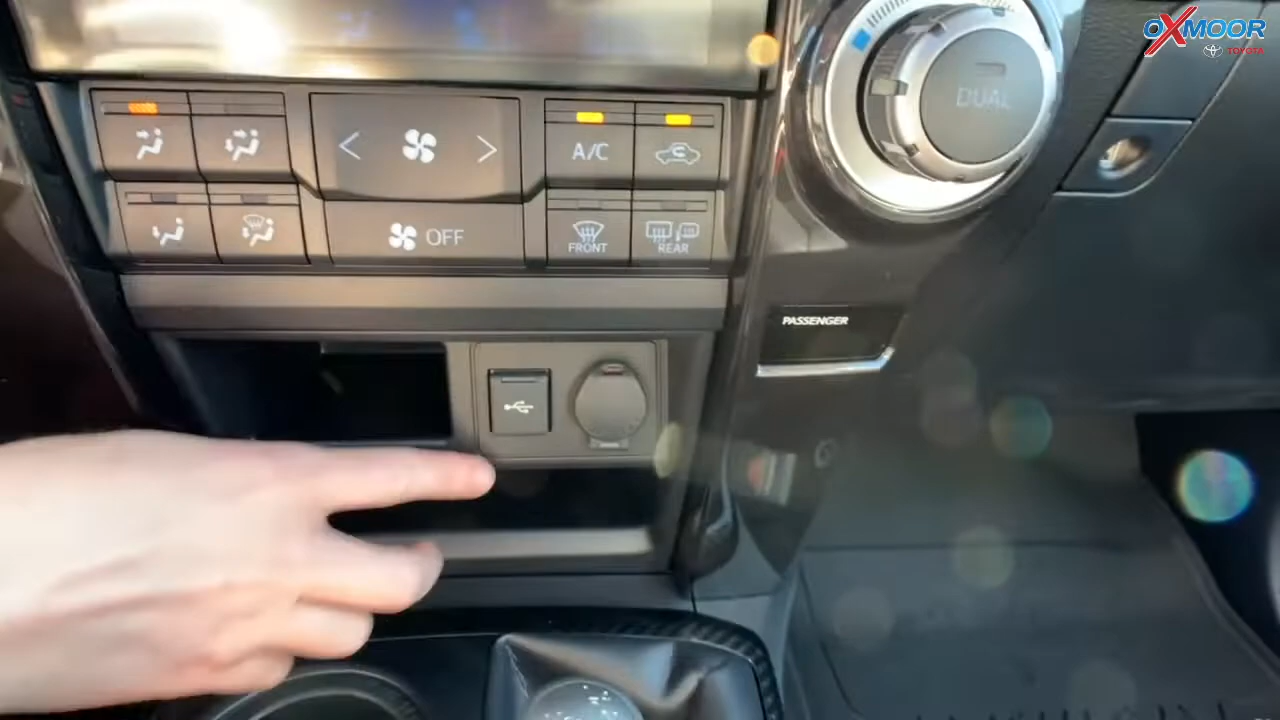 OXMOOR
TOYOTA
DUAL
A/C
OFF
FRONT
REAR
PASSENGER